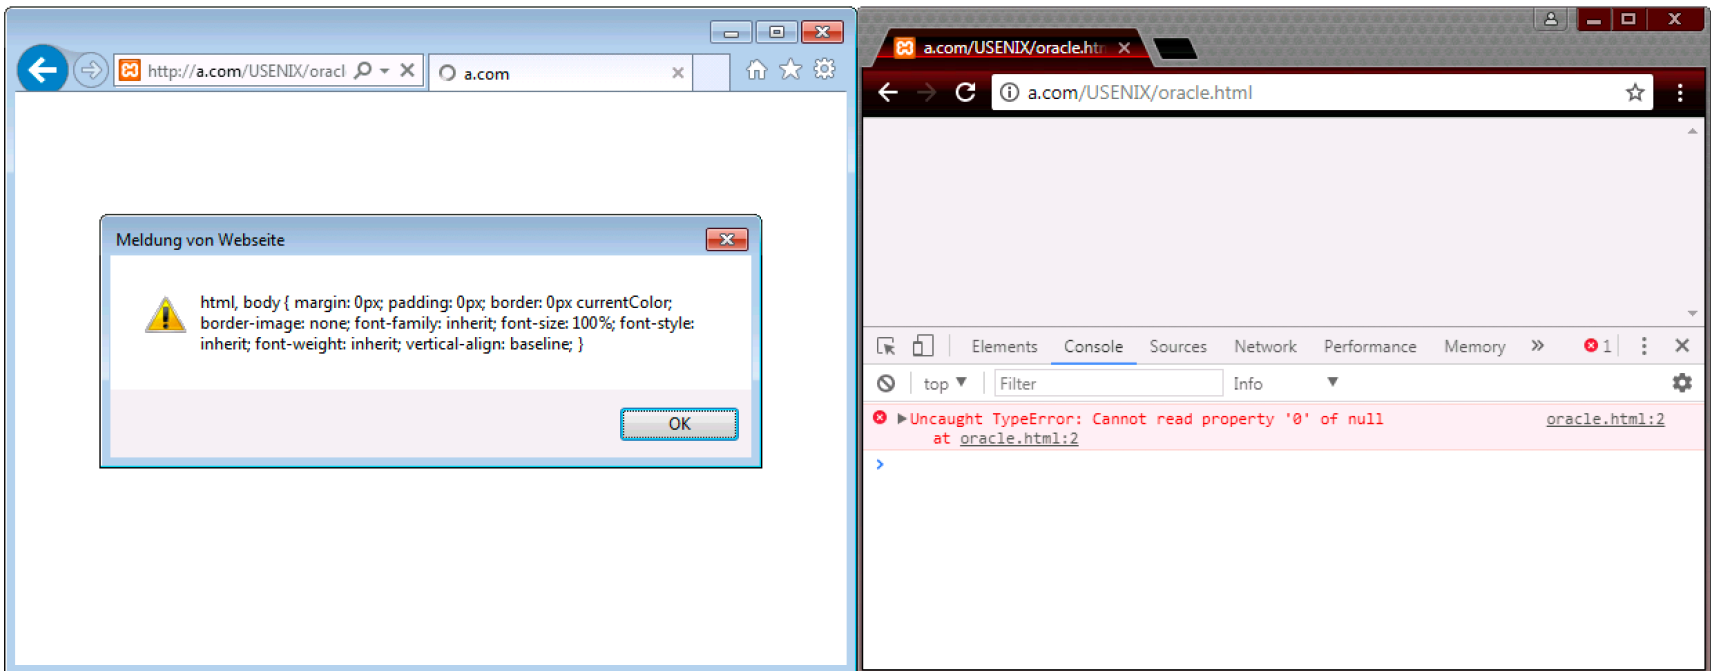 http://a.com/USENIX/oracl
a.com
Meldung von Webseite
html, body { margin: 0px; padding: 0px; border: 0px currentColor;
border-image: none; font-family: inherit; font-size: 100%; font-style:
inherit; font-weight: inherit; vertical-align: baseline; }
OK
a.com/USENIX/oracle.htm
a.com/USENIX/oracle.html
Elements Console Sources Network Performance Memory » 1
top Filter Info
Uncaught TypeError: Cannot read property '0' of null oracle.html:2
at oracle.html:2